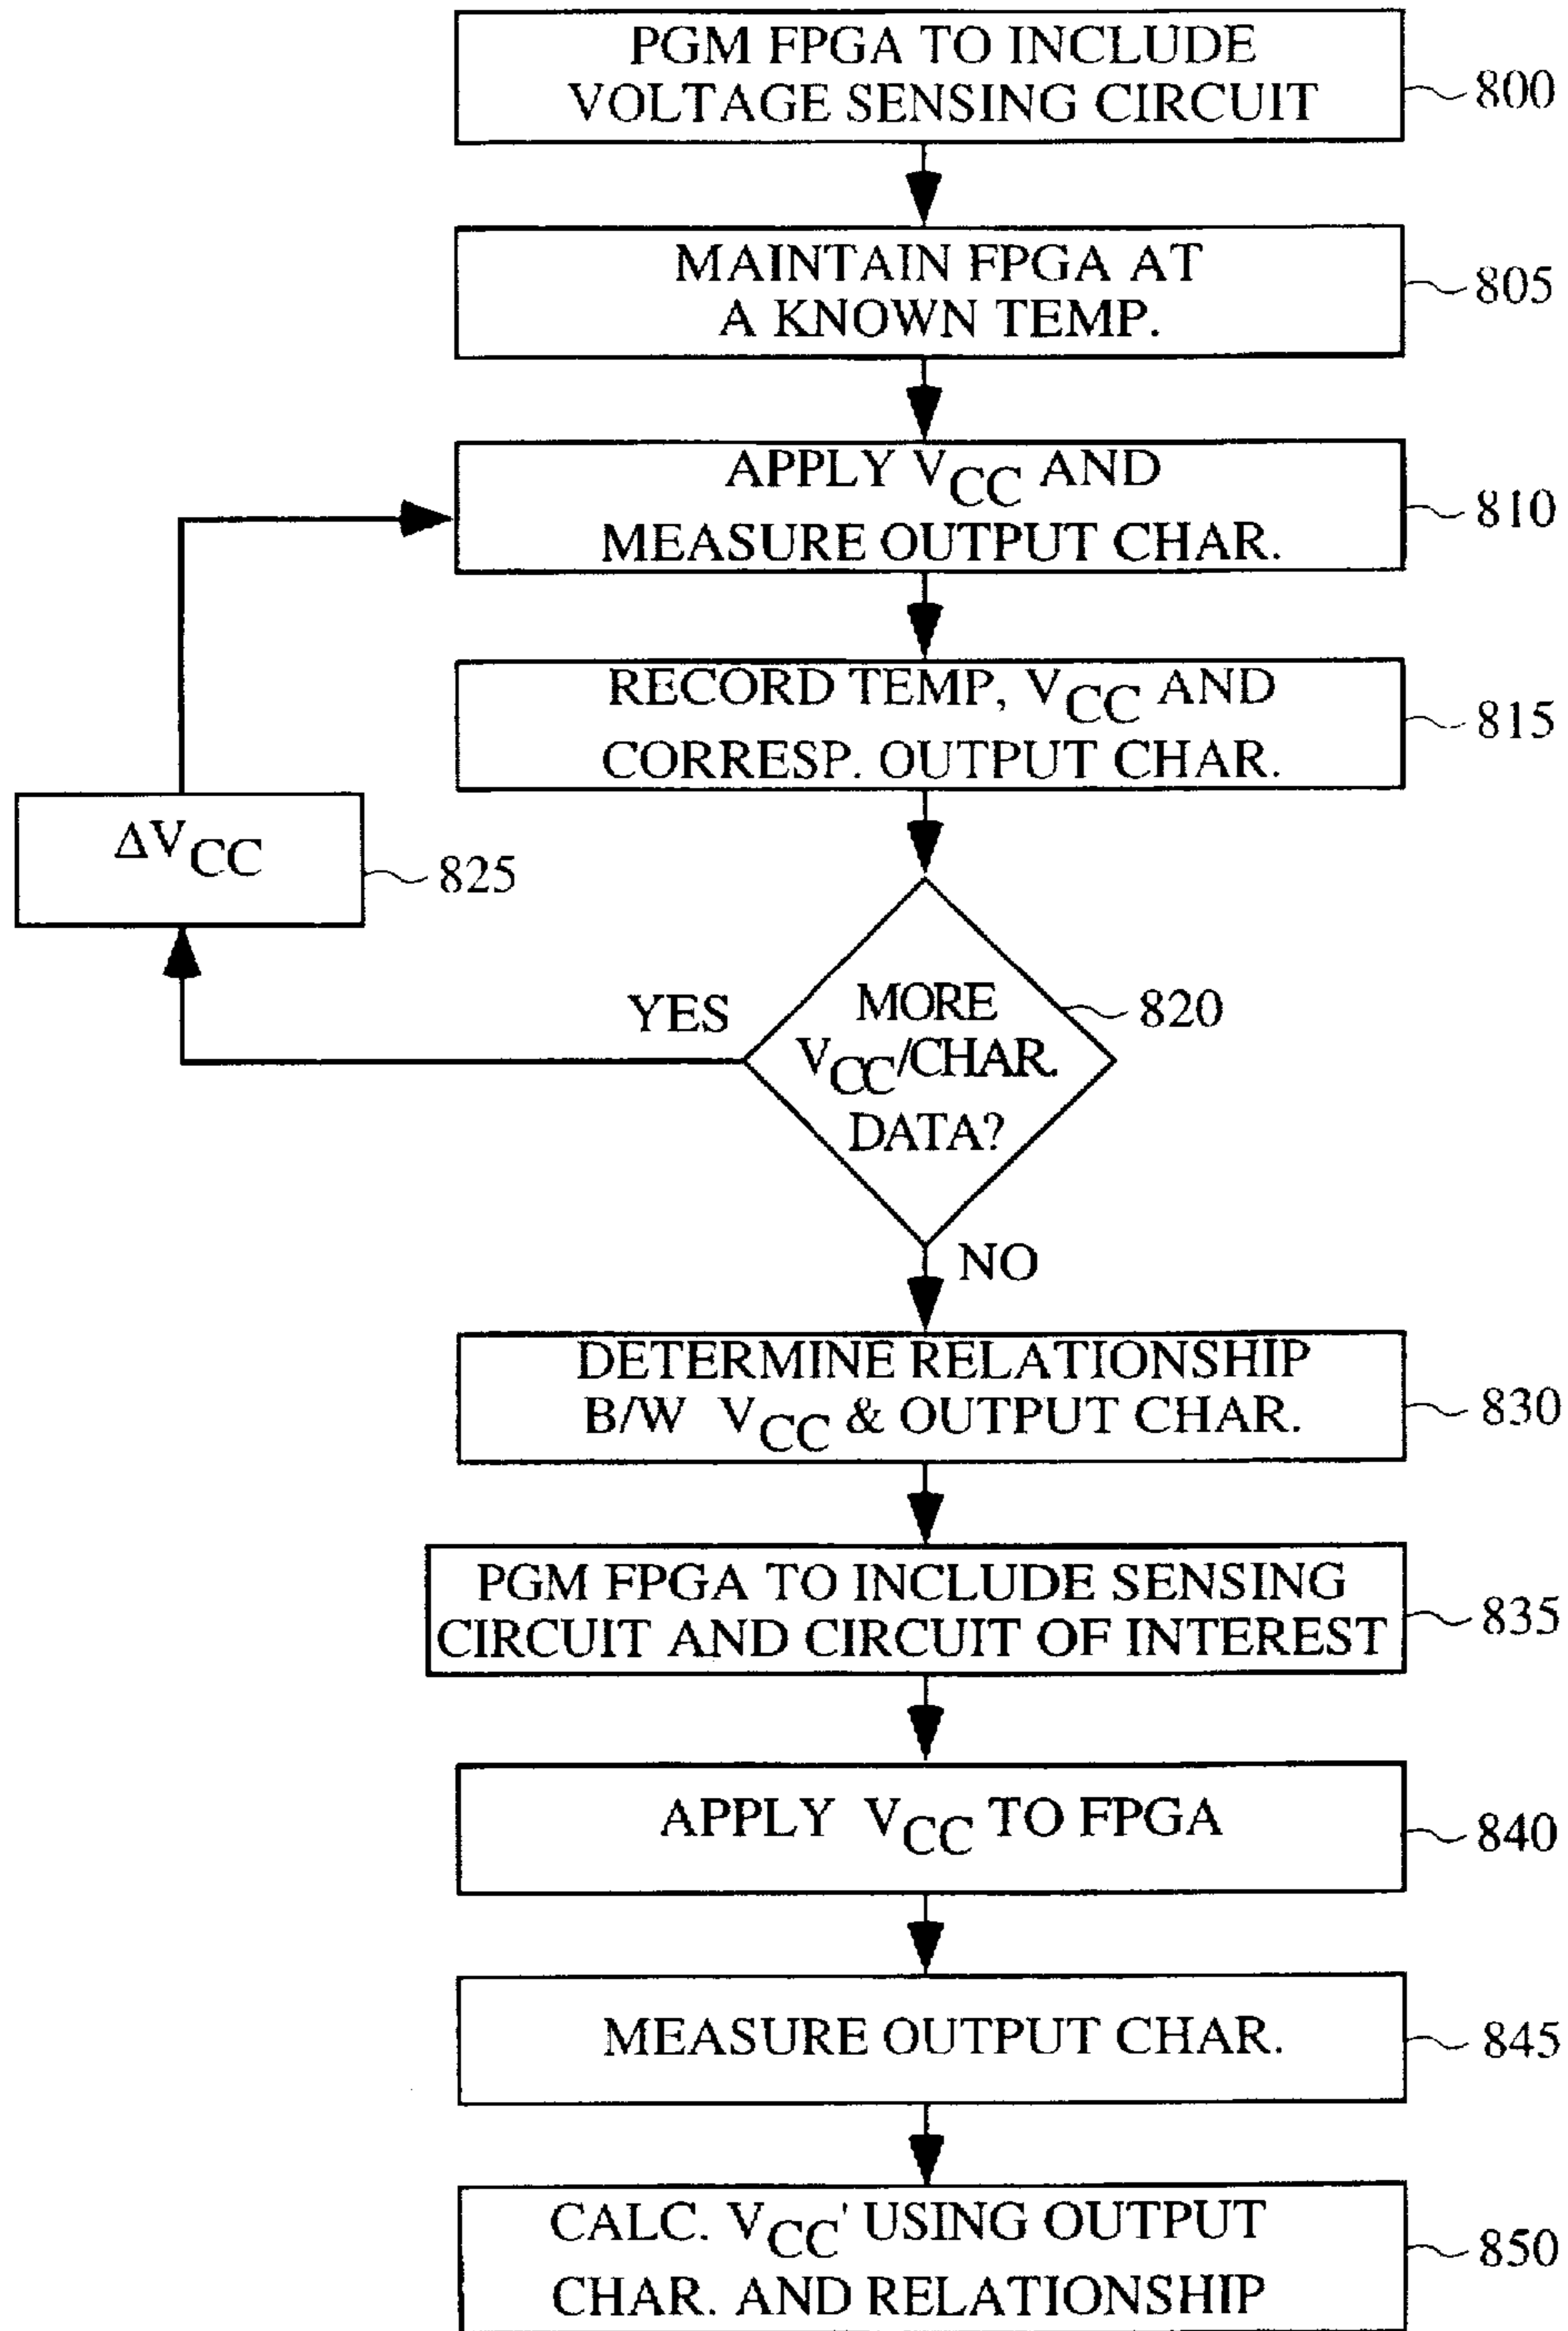 PGM FPGA TO INCLUDE
VOLTAGE SENSING CIRCUIT
800
MAINTAIN FPGA AT
A KNOWN TEMP.
805
APPLY VCC AND
MEASURE OUTPUT CHAR.
810
RECORD TEMP, VCC AND
CORRESP. OUTPUT CHAR.
815
ΔVCC
825
YES
MORE
VCC/CHAR.
DATA?
820
NO
DETERMINE RELATIONSHIP
B/W VCC & OUTPUT CHAR.
830
PGM FPGA TO INCLUDE SENSING
CIRCUIT AND CIRCUIT OF INTEREST
835
APPLY VCC TO FPGA
840
MEASURE OUTPUT CHAR.
845
CALC. VCC' USING OUTPUT
CHAR. AND RELATIONSHIP
850